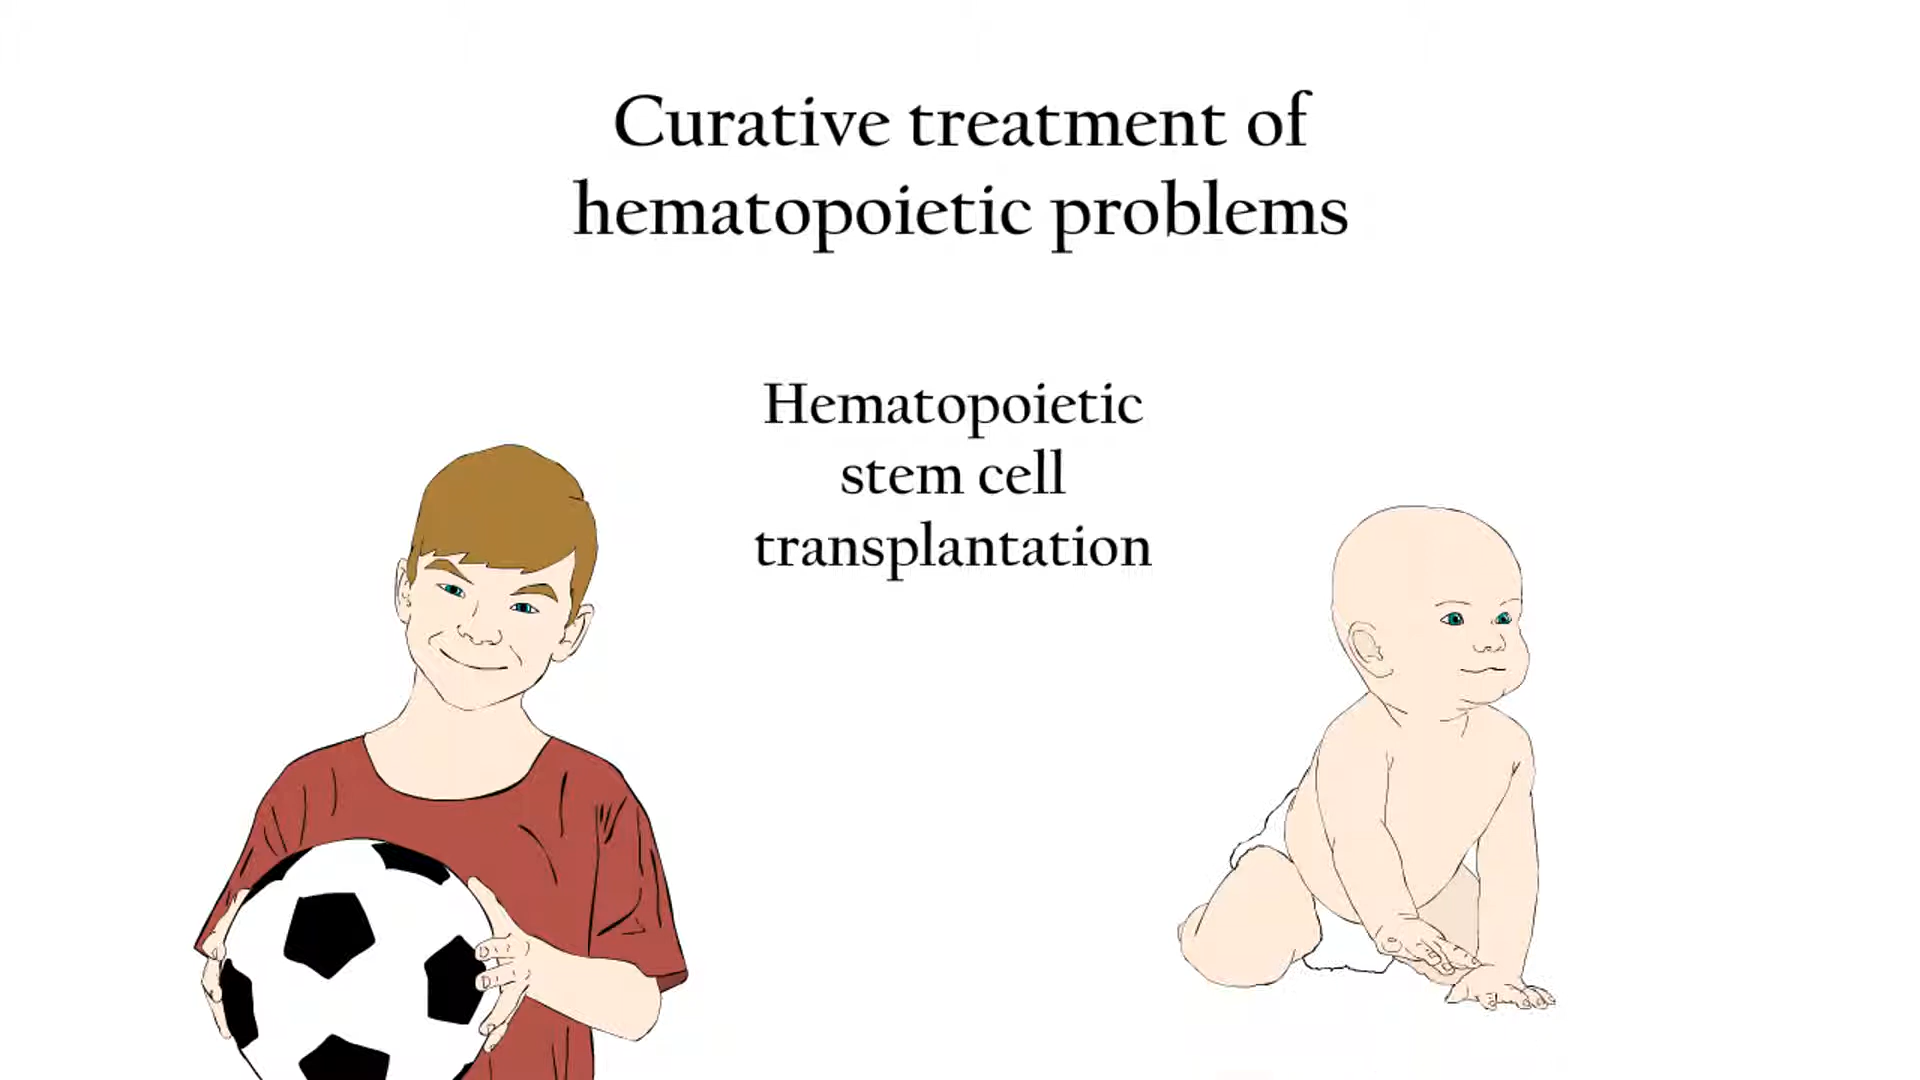 Curative treatment of
hematopoietic problems
Hematopoietic
stem cell
transplantation